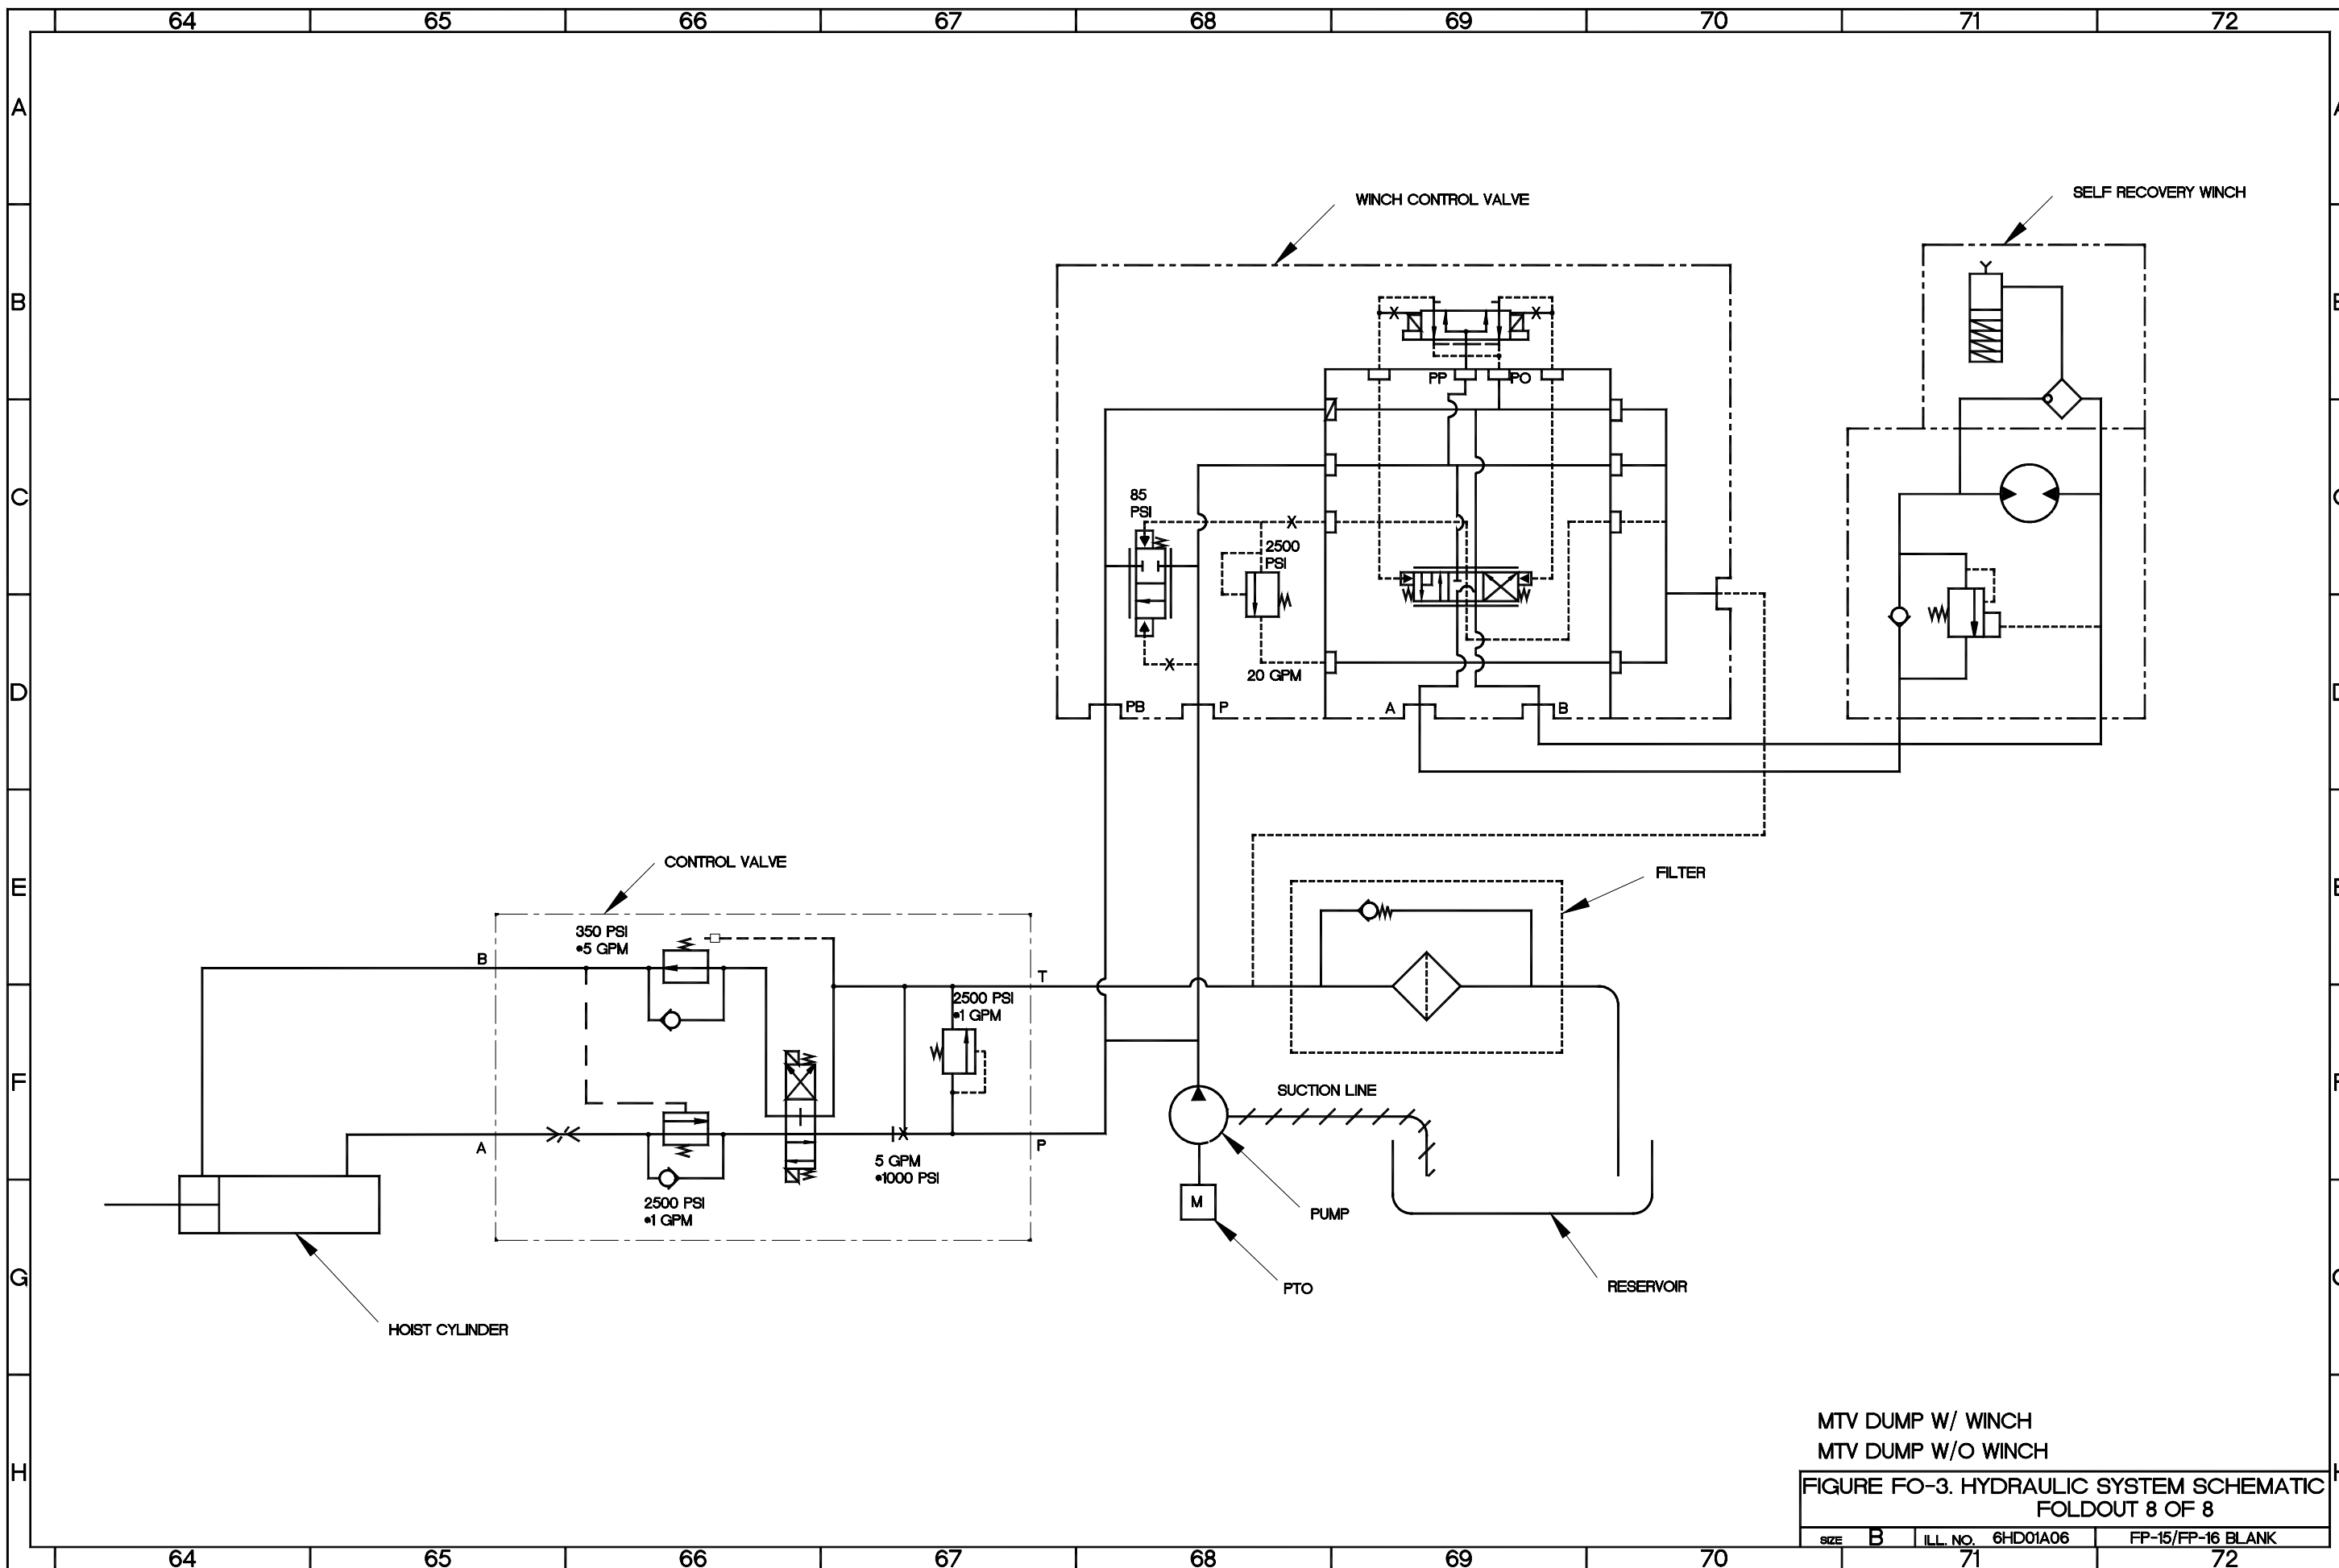 64 65 66 67 68 69 70 71 72
A
A
WINCH CONTROL VALVE
SELF RECOVERY WINCH
B
PP
PO
C
85
PSI
2500
PSI
20 GPM
D
PB
P
A
B
E
CONTROL VALVE
FILTER
350 PSI
•5 GPM
B
T
2500 PSI
•1 GPM
F
SUCTION LINE
A
P
5 GPM
•1000 PSI
2500 PSI
•1 GPM
M
PUMP
G
PTO
RESERVOIR
HOIST CYLINDER
MTV DUMP W/ WINCH
MTV DUMP W/O WINCH
H
FIGURE FO-3. HYDRAULIC SYSTEM SCHEMATIC
FOLDOUT 8 OF 8
SIZE B ILL. NO. 6HD01A06 FP-15/FP-16 BLANK
64 65 66 67 68 69 70 71 72